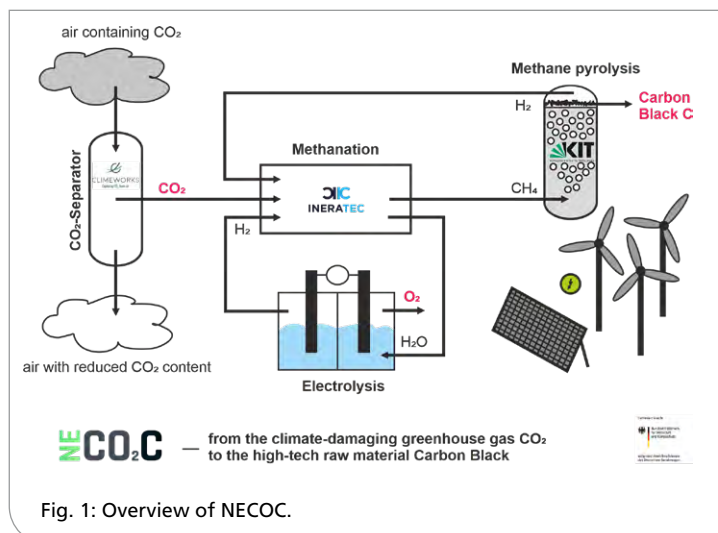 air containing CO₂
Methane pyrolysis
H₂
Carbon
Black C
Methanation
KIT
CO₂-Separator
CLIMEWORKS
CO₂
INERATEC
CH₄
H₂
O₂
H₂O
air with reduced CO₂ content
Electrolysis
NECO₂C
— from the climate-damaging greenhouse gas CO₂
to the high-tech raw material Carbon Black
Fig. 1: Overview of NECOC.